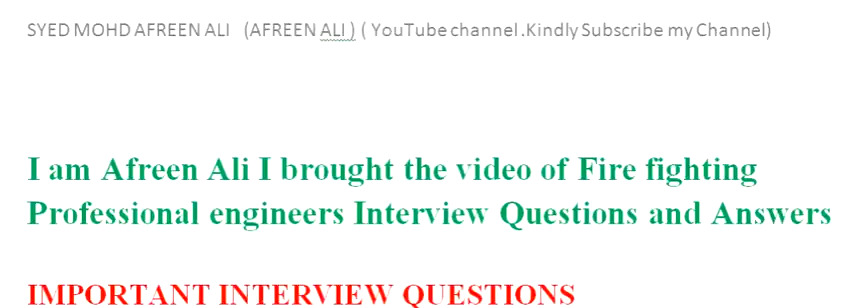 SYED MOHD AFREEN ALI (AFREEN ALI ) ( YouTube channel .Kindly Subscribe my Channel)
I am Afreen Ali I brought the video of Fire fighting
Professional engineers Interview Questions and Answers
IMPORTANT INTERVIEW QUESTIONS